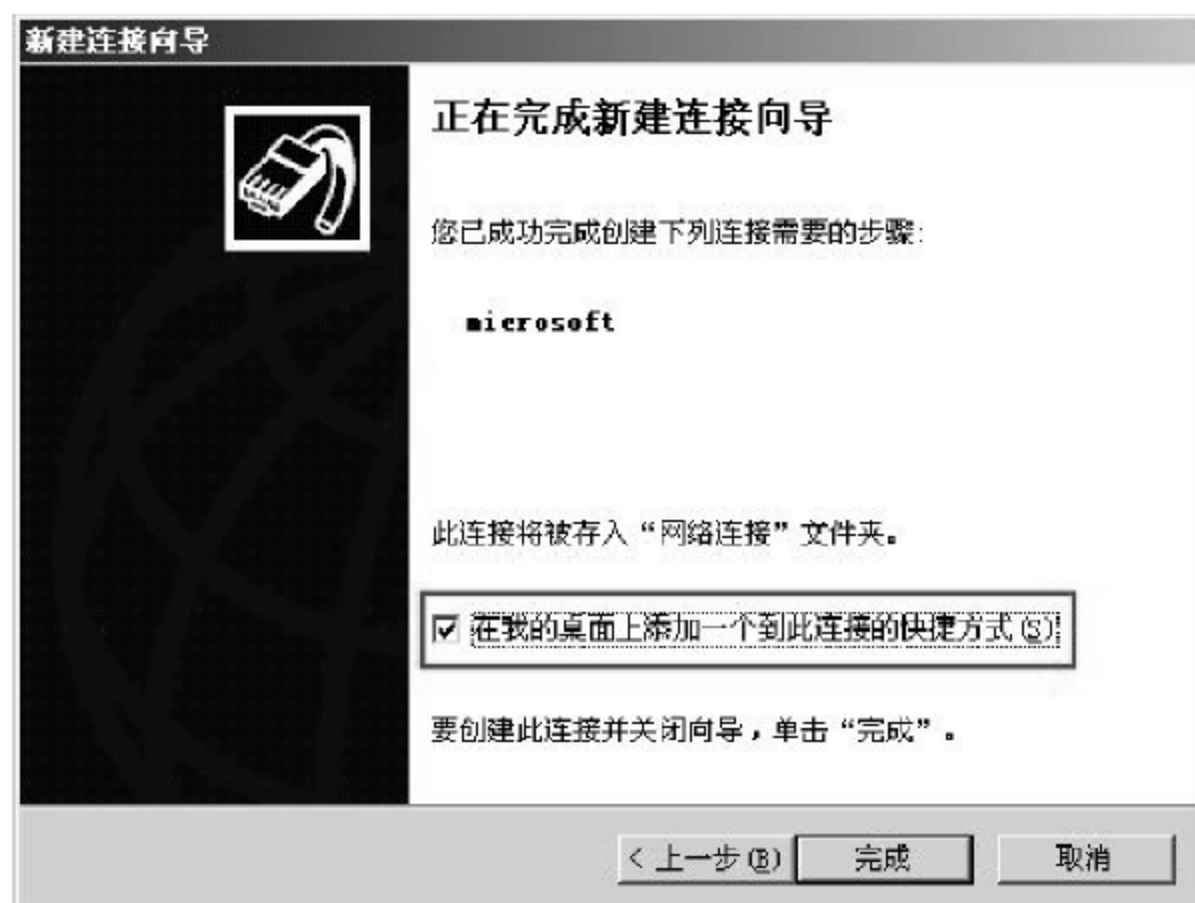 新建连接向导
正在完成新建连接向导
您已成功完成创建下列连接需要的步骤:
microsoft
此连接将被存入“网络连接”文件夹。
在我的桌面上添加一个到此连接的快捷方式(S)
要创建此连接并关闭向导，单击“完成”。
< 上一步(B) 完成 取消